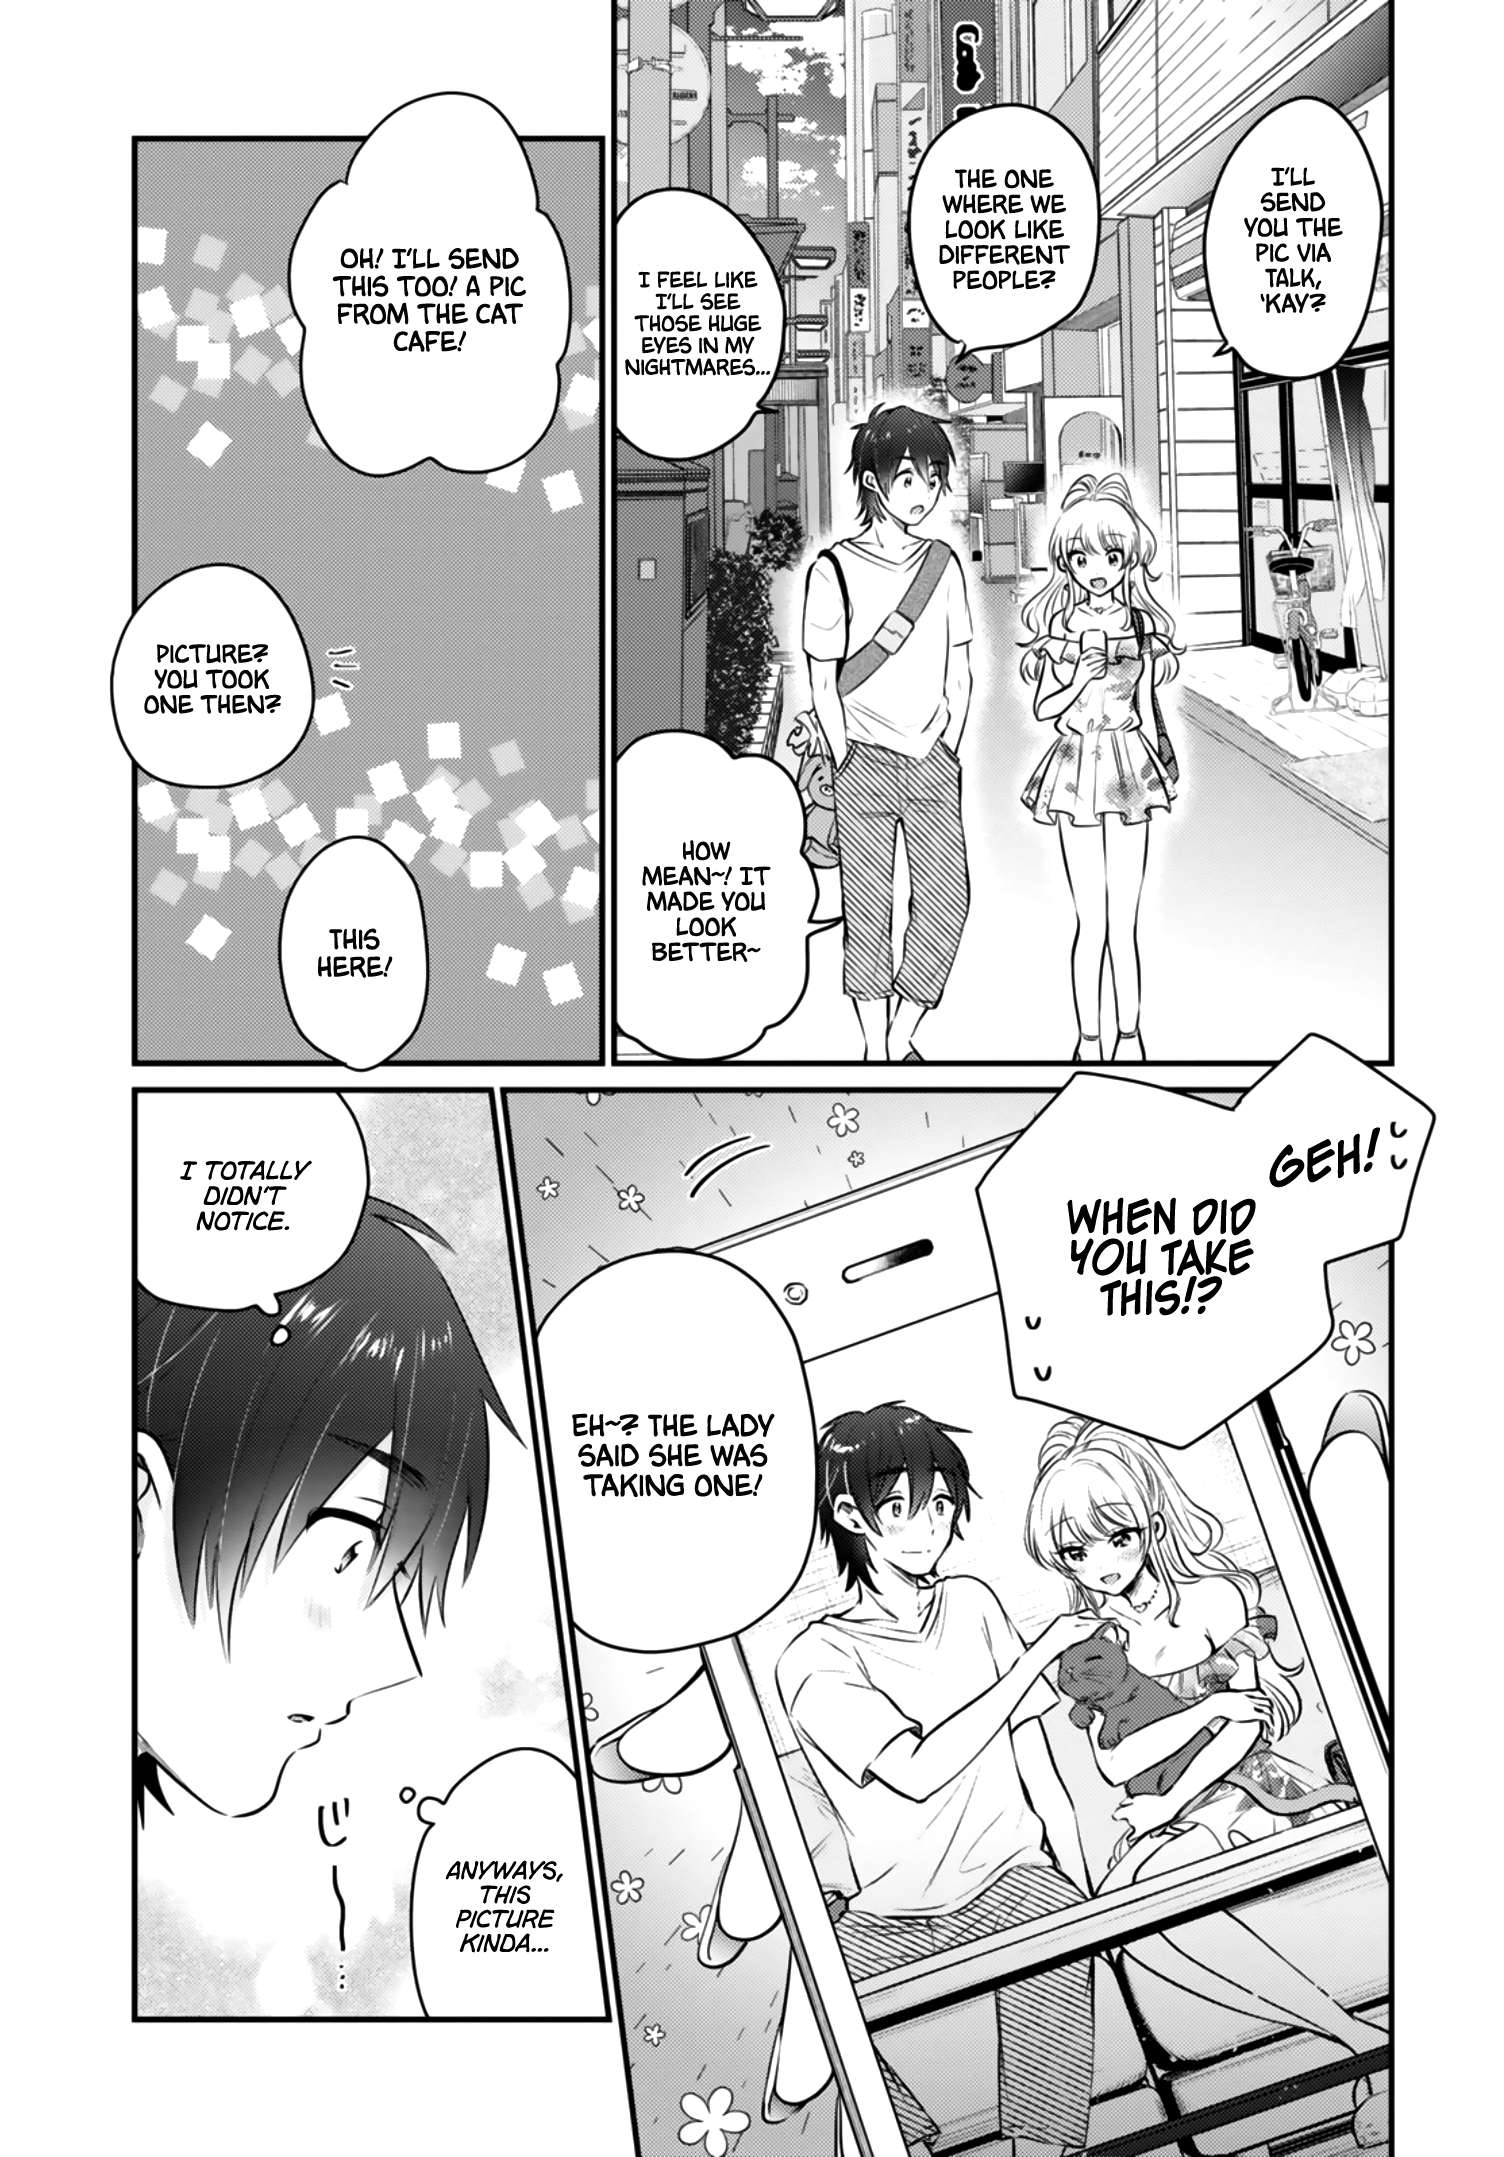 I'LL
SEND
YOU THE
PIC VIA
TALK,
'KAY?
THE ONE
WHERE WE
LOOK LIKE
DIFFERENT
PEOPLE?
I FEEL LIKE
I'LL SEE
THOSE HUGE
EYES IN MY
NIGHTMARES...
HOW
MEAN~! IT
MADE YOU
LOOK
BETTER~
OH! I'LL SEND
THIS TOO! A PIC
FROM THE CAT
CAFE!
PICTURE?
YOU TOOK
ONE THEN?
THIS
HERE!
GEH!
WHEN DID
YOU TAKE
THIS!?
EH~? THE LADY
SAID SHE WAS
TAKING ONE!
I TOTALLY
DIDN'T
NOTICE.
じーっ…
ANYWAYS,
THIS
PICTURE
KINDA...